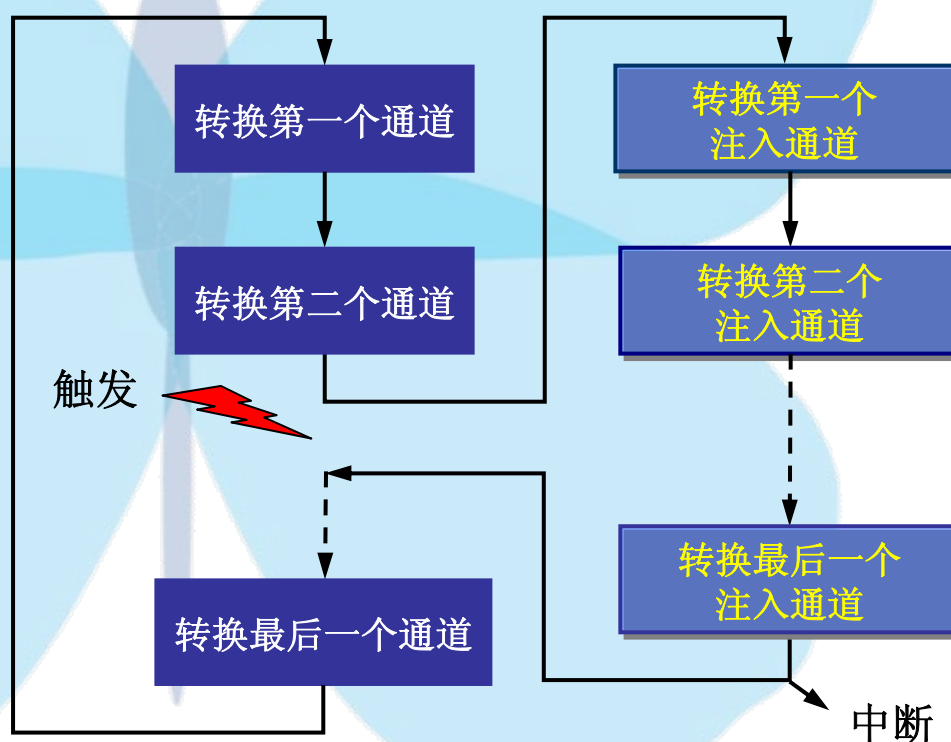 转换第一个通道
转换第二个通道
触发
转换最后一个通道
转换第一个
注入通道
转换第二个
注入通道
转换最后一个
注入通道
中断